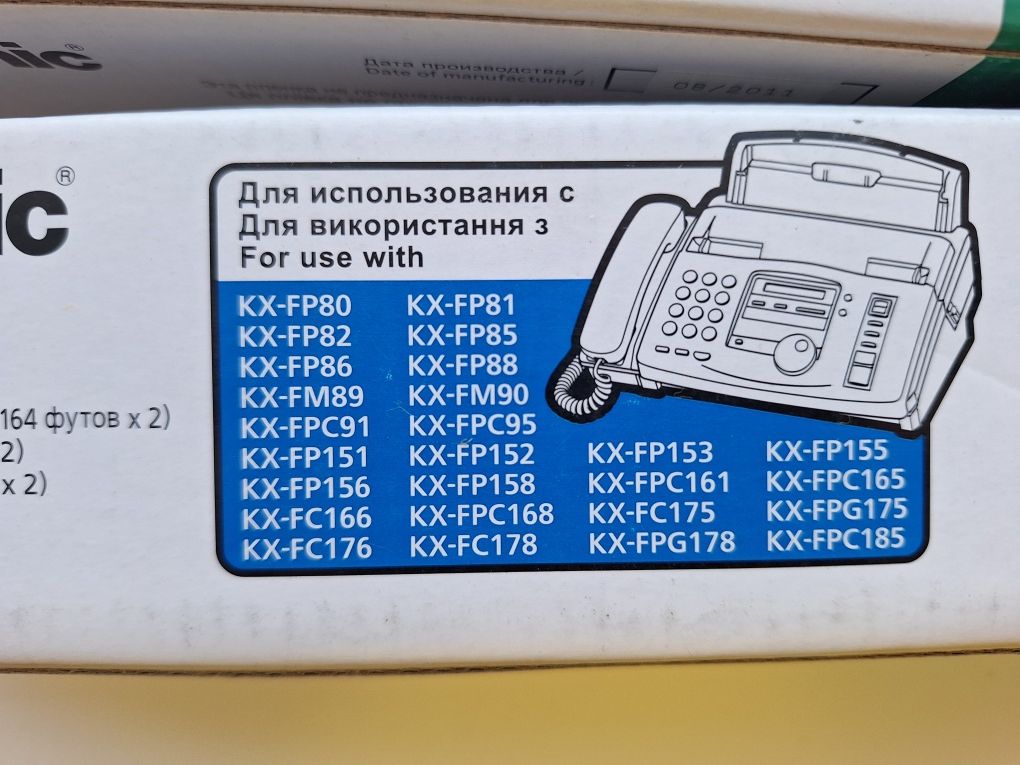 nic®
Дата производства /
Date of manufacturing:
08/2011
ic®
164 футов x 2)
2)
x 2)
Для использования с
Для використання з
For use with
KX-FP80 KX-FP81
KX-FP82 KX-FP85
KX-FP86 KX-FP88
KX-FM89 KX-FM90
KX-FPC91 KX-FPC95
KX-FP151 KX-FP152 KX-FP153 KX-FP155
KX-FP156 KX-FP158 KX-FPC161 KX-FPC165
KX-FC166 KX-FPC168 KX-FC175 KX-FPG175
KX-FC176 KX-FC178 KX-FPG178 KX-FPC185